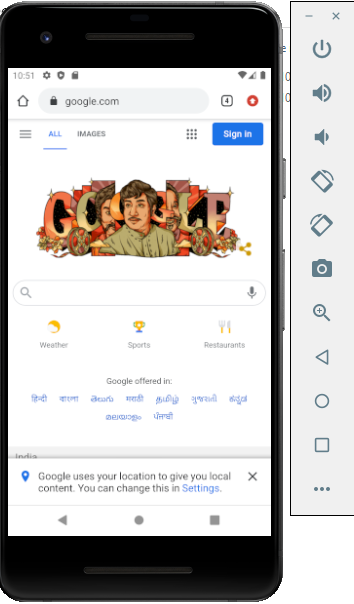 10:51
google.com 4
ALL IMAGES Sign in
GOOGLE
Weather Sports Restaurants
Google offered in:
हिन्दी বাংলা తెలుగు मराठी தமிழ் ગુજરાતી ಕನ್ನಡ
മലയാളം ਪੰਜਾਬੀ
India
Google uses your location to give you local
content. You can change this in Settings.